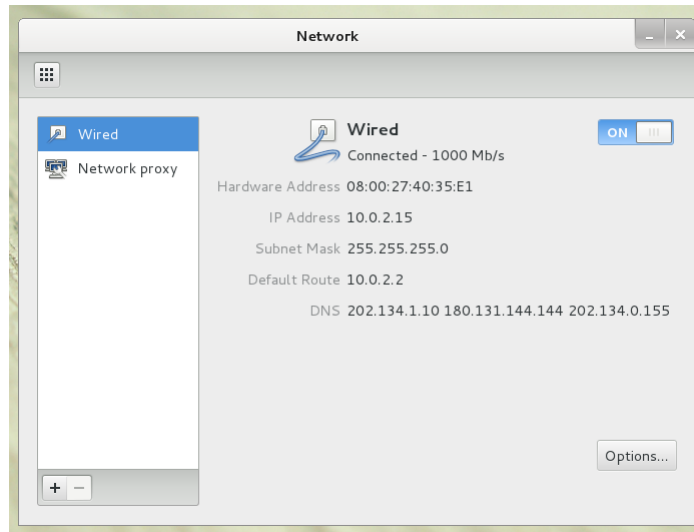 Network
Wired
Network proxy
Wired
ON
Connected - 1000 Mb/s
Hardware Address 08:00:27:40:35:E1
IP Address 10.0.2.15
Subnet Mask 255.255.255.0
Default Route 10.0.2.2
DNS 202.134.1.10 180.131.144.144 202.134.0.155
Options...